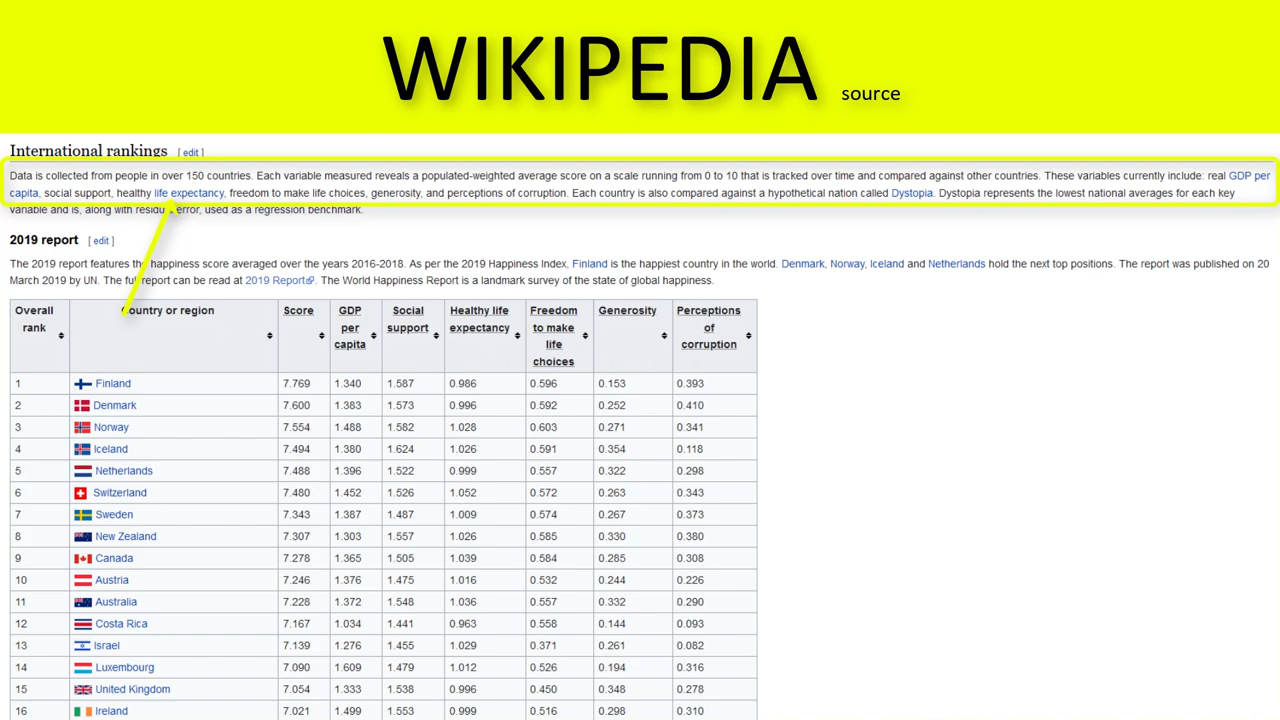 WIKIPEDIA source
International rankings [ edit ]
Data is collected from people in over 150 countries. Each variable measured reveals a populated-weighted average score on a scale running from 0 to 10 that is tracked over time and compared against other countries. These variables currently include: real GDP per
capita, social support, healthy life expectancy, freedom to make life choices, generosity, and perceptions of corruption. Each country is also compared against a hypothetical nation called Dystopia. Dystopia represents the lowest national averages for each key
variable and is, along with residual error, used as a regression benchmark.
2019 report [ edit ]
The 2019 report features the happiness score averaged over the years 2016-2018. As per the 2019 Happiness Index, Finland is the happiest country in the world. Denmark, Norway, Iceland and Netherlands hold the next top positions. The report was published on 20
March 2019 by UN. The full report can be read at 2019 Report. The World Happiness Report is a landmark survey of the state of global happiness.
Overall rank Country or region Score GDP per capita Social support Healthy life expectancy Freedom to make life choices Generosity Perceptions of corruption
1 Finland 7.769 1.340 1.587 0.986 0.596 0.153 0.393
2 Denmark 7.600 1.383 1.573 0.996 0.592 0.252 0.410
3 Norway 7.554 1.488 1.582 1.028 0.603 0.271 0.341
4 Iceland 7.494 1.380 1.624 1.026 0.591 0.354 0.118
5 Netherlands 7.488 1.396 1.522 0.999 0.557 0.322 0.298
6 Switzerland 7.480 1.452 1.526 1.052 0.572 0.263 0.343
7 Sweden 7.343 1.387 1.487 1.009 0.574 0.267 0.373
8 New Zealand 7.307 1.303 1.557 1.026 0.585 0.330 0.380
9 Canada 7.278 1.365 1.505 1.039 0.584 0.285 0.308
10 Austria 7.246 1.376 1.475 1.016 0.532 0.244 0.226
11 Australia 7.228 1.372 1.548 1.036 0.557 0.332 0.290
12 Costa Rica 7.167 1.034 1.441 0.963 0.558 0.144 0.093
13 Israel 7.139 1.276 1.455 1.029 0.371 0.261 0.082
14 Luxembourg 7.090 1.609 1.479 1.012 0.526 0.194 0.316
15 United Kingdom 7.054 1.333 1.538 0.996 0.450 0.348 0.278
16 Ireland 7.021 1.499 1.553 0.999 0.516 0.298 0.310